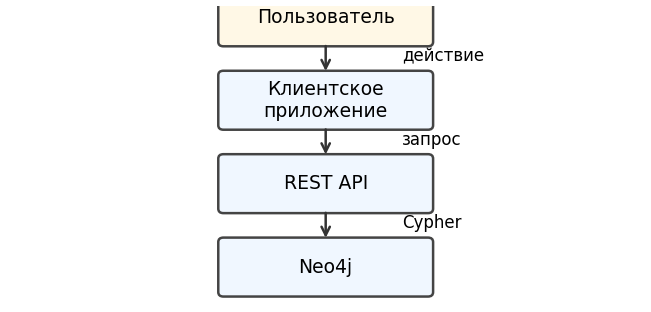 Пользователь
действие
Клиентское
приложение
запрос
REST API
Cypher
Neo4j